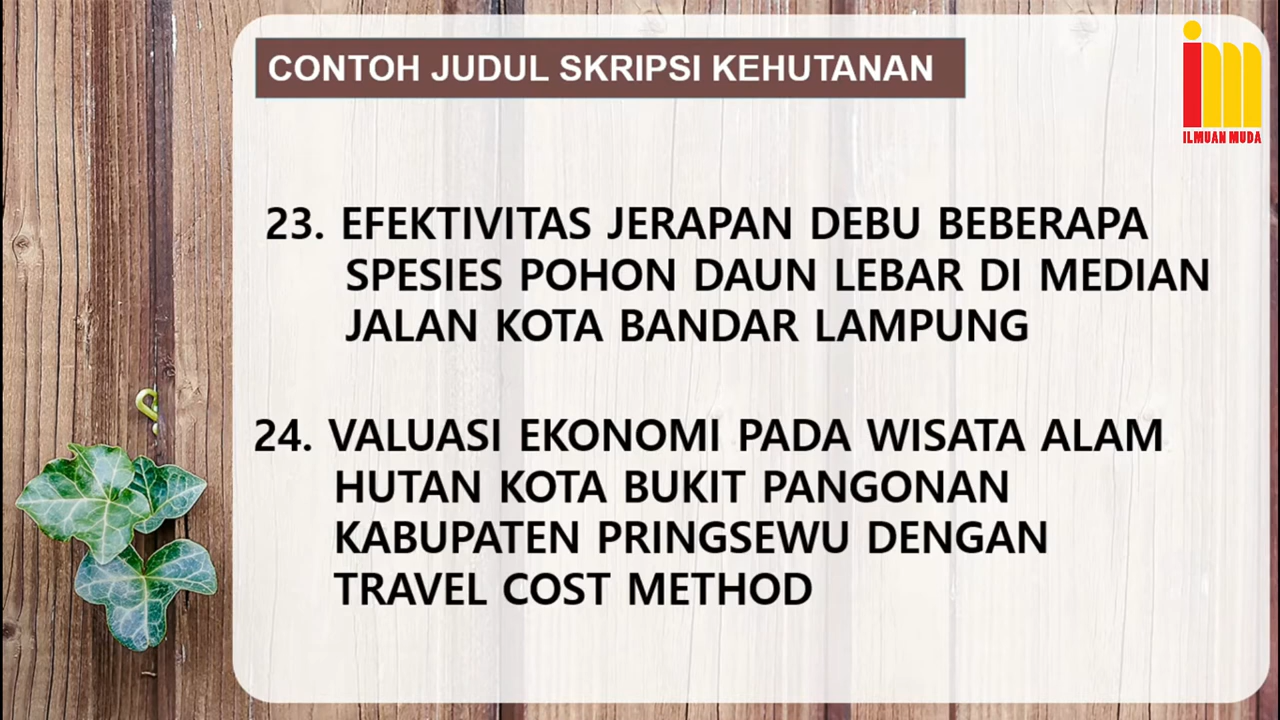 CONTOH JUDUL SKRIPSI KEHUTANAN
ILMUAN MUDA
23. EFEKTIVITAS JERAPAN DEBU BEBERAPA
SPESIES POHON DAUN LEBAR DI MEDIAN
JALAN KOTA BANDAR LAMPUNG
24. VALUASI EKONOMI PADA WISATA ALAM
HUTAN KOTA BUKIT PANGONAN
KABUPATEN PRINGSEWU DENGAN
TRAVEL COST METHOD